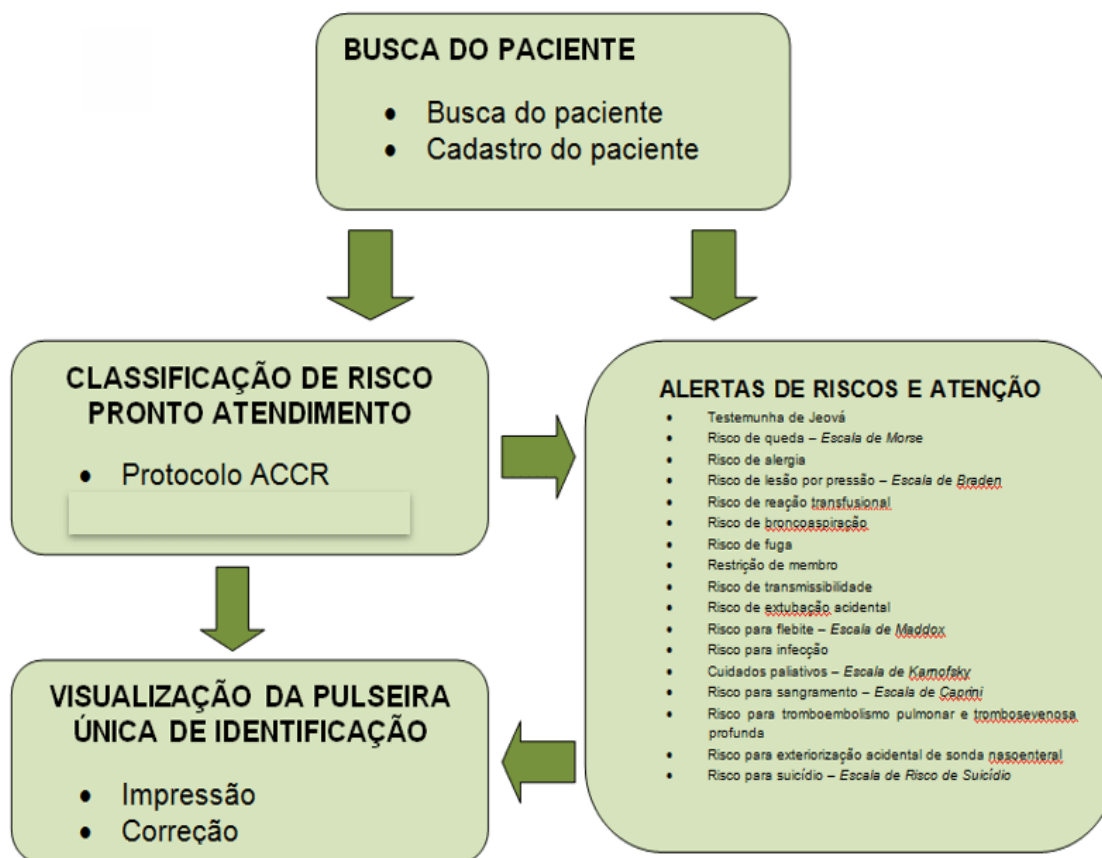 BUSCA DO PACIENTE
• Busca do paciente
• Cadastro do paciente
CLASSIFICAÇÃO DE RISCO
PRONTO ATENDIMENTO
• Protocolo ACCR
ALERTAS DE RISCOS E ATENÇÃO
• Testemunha de Jeová
• Risco de queda – Escala de Morse
• Risco de alergia
• Risco de lesão por pressão – Escala de Braden
• Risco de reação transfusional
• Risco de broncoaspiração
• Risco de fuga
• Restrição de membro
• Risco de transmissibilidade
• Risco de extubação acidental
• Risco para flebite – Escala de Maddox
• Risco para infecção
• Cuidados paliativos – Escala de Karnofsky
• Risco para sangramento – Escala de Caprini
• Risco para tromboembolismo pulmonar e trombosevenosa
profunda
• Risco para exteriorização acidental de sonda nasoenteral
• Risco para suicídio – Escala de Risco de Suicídio
VISUALIZAÇÃO DA PULSEIRA
ÚNICA DE IDENTIFICAÇÃO
• Impressão
• Correção